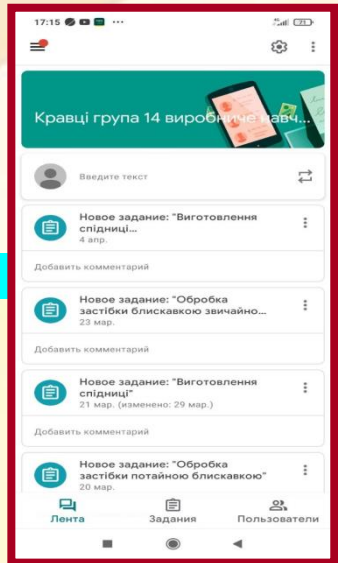 17:15
71
Кравці група 14 виробниче навч...
Введите текст
Новое задание: "Виготовлення
спідниці...
4 апр.
Добавить комментарий
Новое задание: "Обробка
застібки блискавкою звичайно...
23 мар.
Добавить комментарий
Новое задание: "Виготовлення
спідниці"
21 мар. (изменено: 29 мар.)
Добавить комментарий
Новое задание: "Обробка
застібки потайною блискавкою"
20 мар.
Лента Задания Пользователи